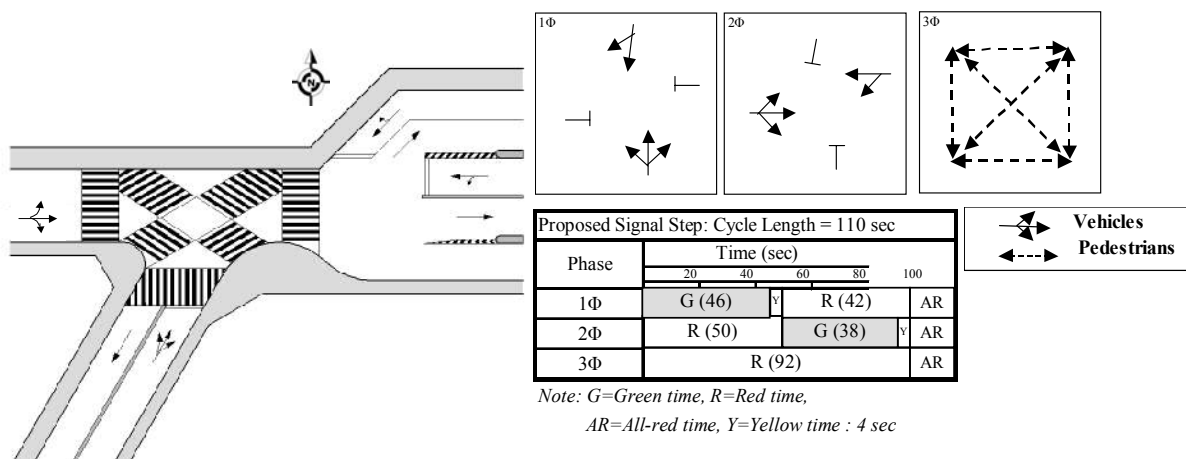 N
1Φ
2Φ
3Φ
Vehicles
Pedestrians
Proposed Signal Step: Cycle Length = 110 sec
Phase
Time (sec)
20 40 60 80 100
1Φ G (46) Y R (42) AR
2Φ R (50) G (38) Y AR
3Φ R (92) AR
Note: G=Green time, R=Red time,
AR=All-red time, Y=Yellow time : 4 sec